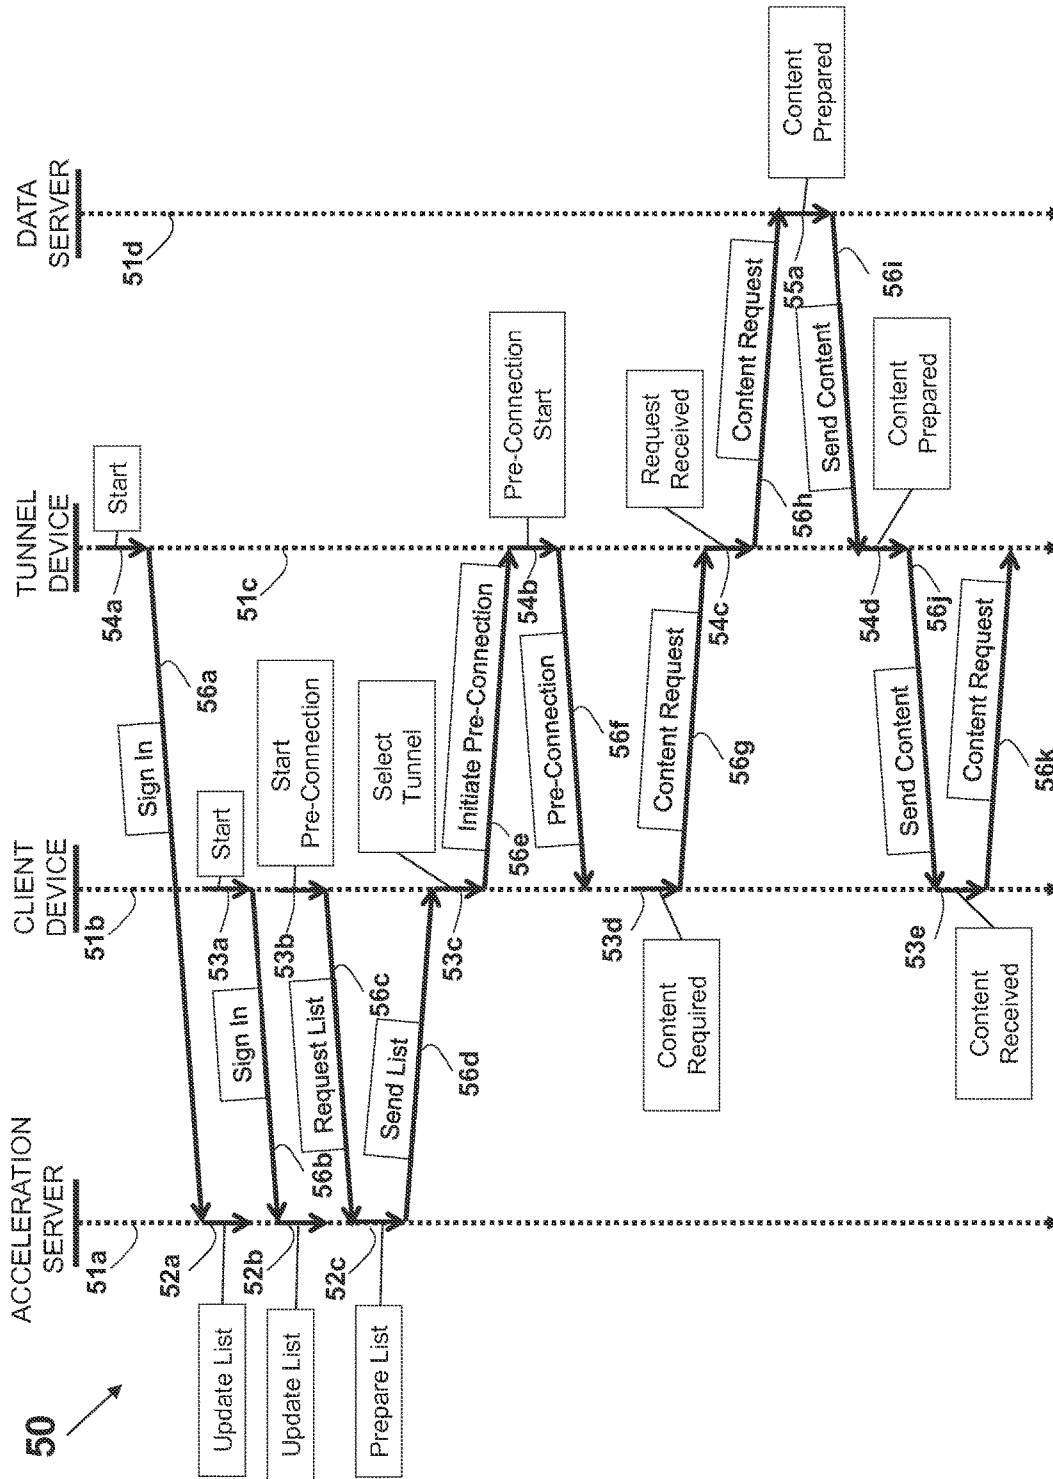 50
ACCELERATION
SERVER
CLIENT
DEVICE
TUNNEL
DEVICE
DATA
SERVER
51a
51b
51c
51d
54a
Start
56a
Sign In
52a
Update List
53a
Start
Sign In
56b
52b
Update List
53b
Start
Pre-Connection
56c
Request List
52c
Prepare List
Send List
56d
Select
Tunnel
53c
Initiate Pre-Connection
56e
Pre-Connection
Start
54b
Pre-Connection
56f
53d
Content
Required
Content Request
56g
Request
Received
54c
Content Request
56h
55a
Content
Prepared
Send Content
56i
54d
Content
Prepared
56j
Send Content
53e
Content
Received
Content Request
56k